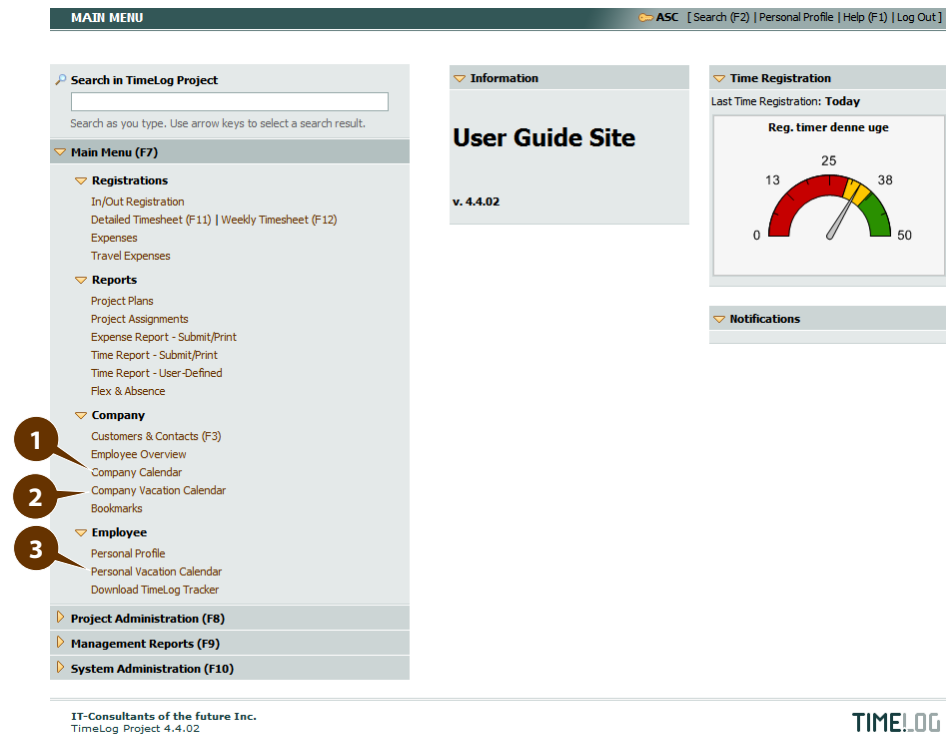 MAIN MENU
ASC [ Search (F2) | Personal Profile | Help (F1) | Log Out ]
Search in TimeLog Project
Search as you type. Use arrow keys to select a search result.
Main Menu (F7)
Registrations
In/Out Registration
Detailed Timesheet (F11) | Weekly Timesheet (F12)
Expenses
Travel Expenses
Reports
Project Plans
Project Assignments
Expense Report - Submit/Print
Time Report - Submit/Print
Time Report - User-Defined
Flex & Absence
Company
Customers & Contacts (F3)
Employee Overview
1
Company Calendar
2
Company Vacation Calendar
Bookmarks
Employee
3
Personal Profile
Personal Vacation Calendar
Download TimeLog Tracker
Project Administration (F8)
Management Reports (F9)
System Administration (F10)
Information
User Guide Site
v. 4.4.02
Time Registration
Last Time Registration: Today
Reg. timer denne uge
25
13 38
0 50
Notifications
IT-Consultants of the future Inc.
TimeLog Project 4.4.02
TIME!LOG